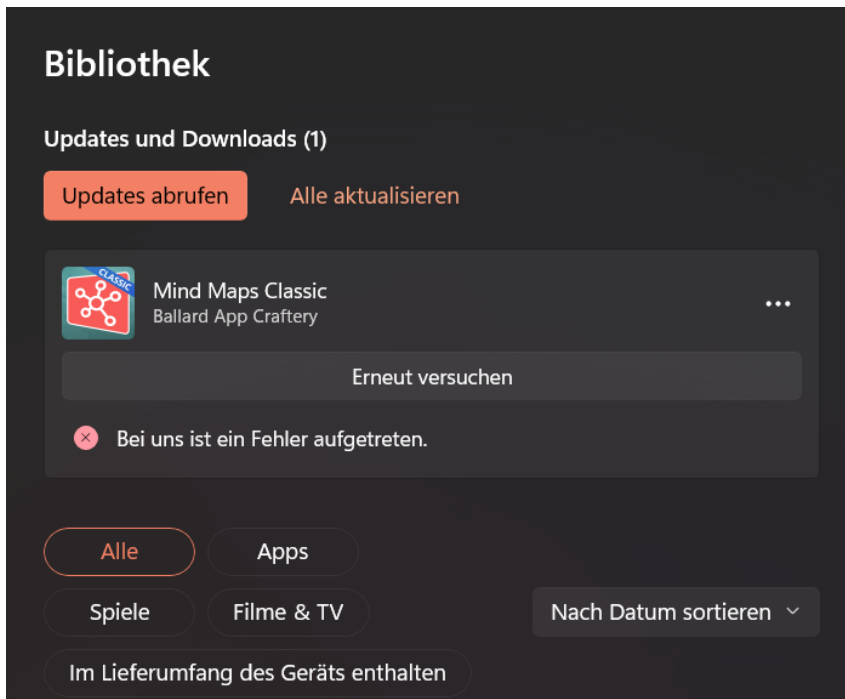 Bibliothek
Updates und Downloads (1)
Updates abrufen
Alle aktualisieren
CLASSIC
Mind Maps Classic
Ballard App Craftery
Erneut versuchen
Bei uns ist ein Fehler aufgetreten.
Alle
Apps
Spiele
Filme & TV
Nach Datum sortieren
Im Lieferumfang des Geräts enthalten